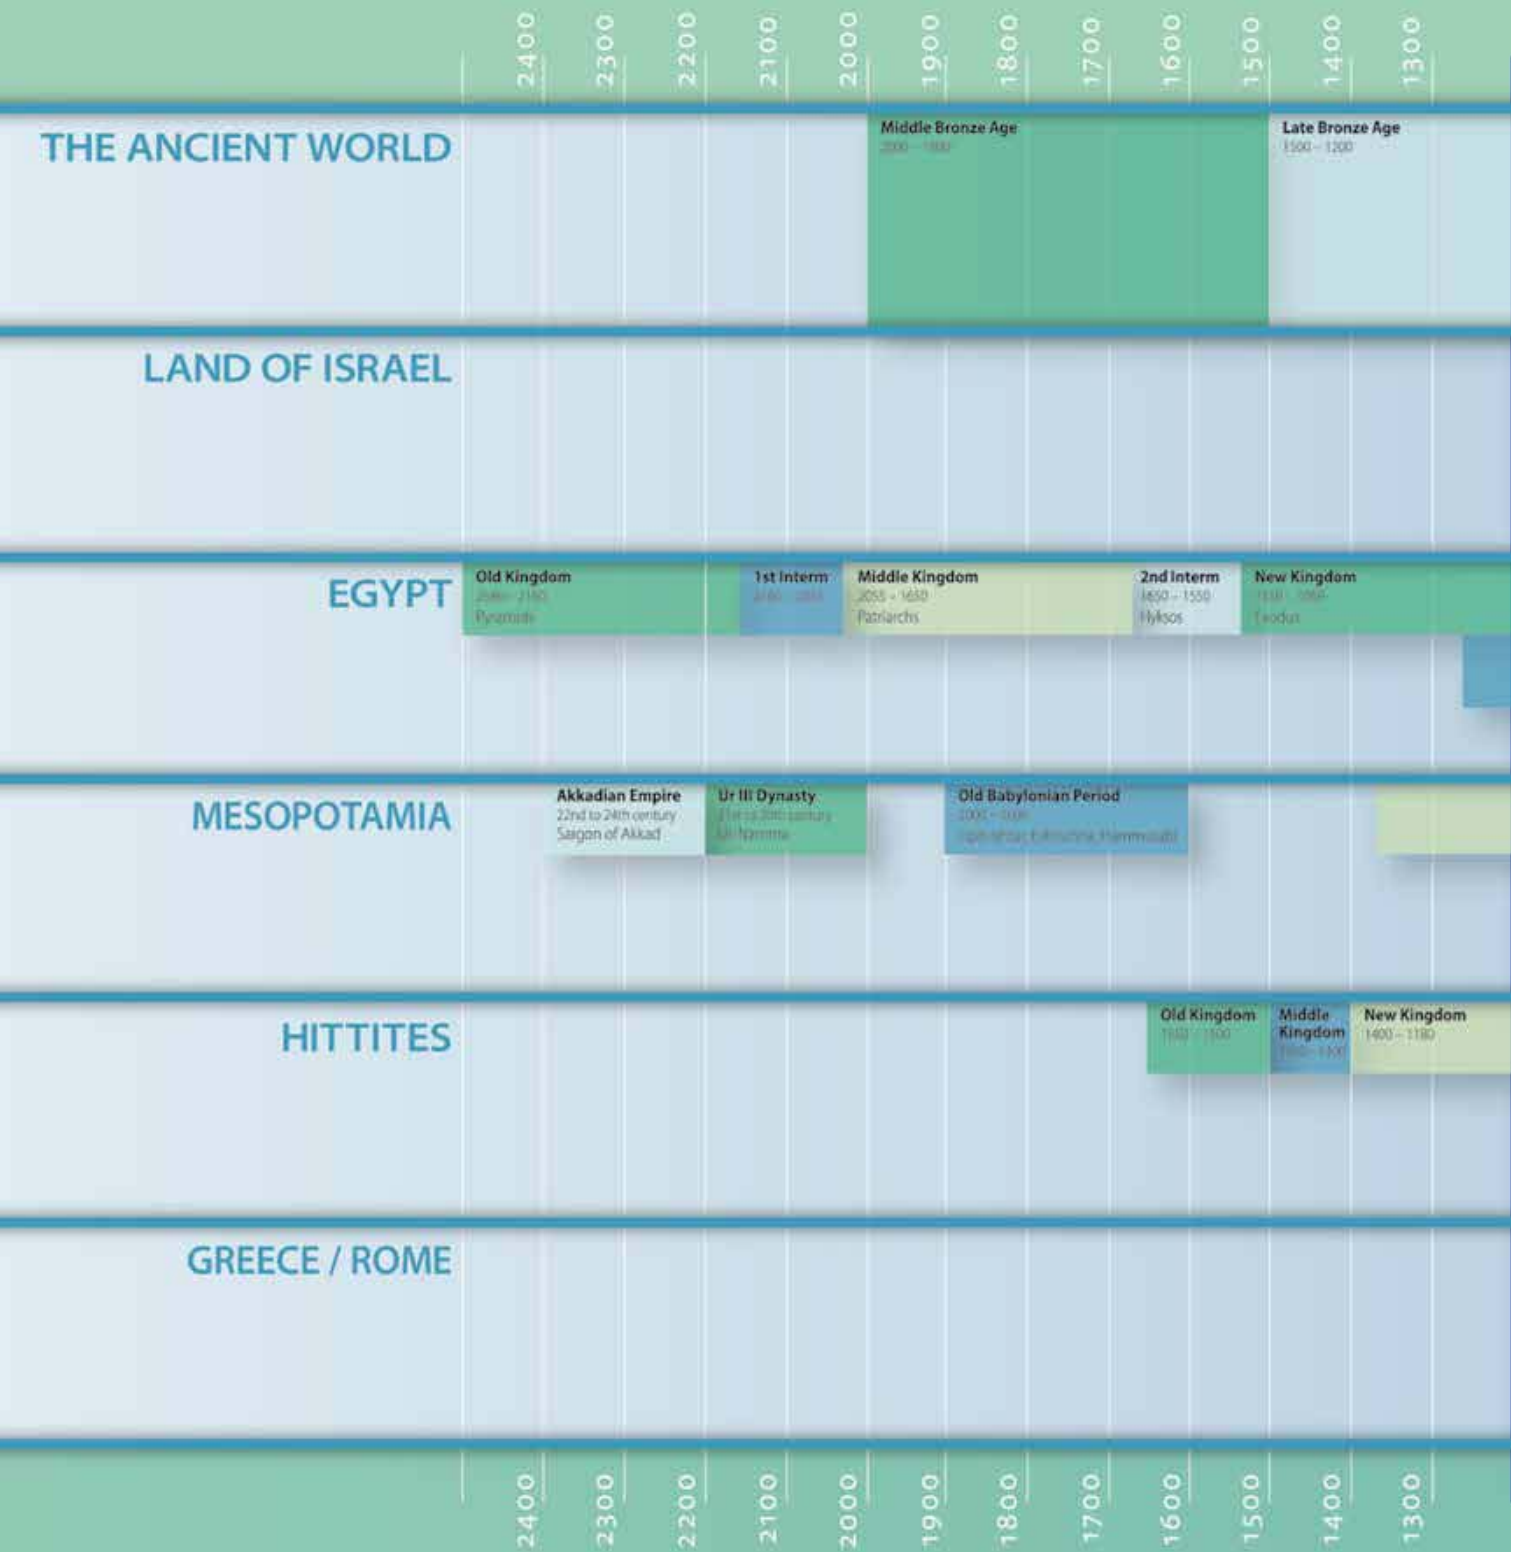 2400 2300 2200 2100 2000 1900 1800 1700 1600 1500 1400 1300
THE ANCIENT WORLD
Middle Bronze Age
Late Bronze Age
1500 – 1200
LAND OF ISRAEL
EGYPT
Old Kingdom
Pyramids
1st Interm
Middle Kingdom
2055 – 1650
Patriarchs
2nd Interm
1650 – 1550
Hyksos
New Kingdom
Exodus
MESOPOTAMIA
Akkadian Empire
22nd to 24th century
Saigon of Akkad
Ur III Dynasty
Old Babylonian Period
HITTITES
Old Kingdom
Middle
Kingdom
New Kingdom
1400 – 1180
GREECE / ROME
2400 2300 2200 2100 2000 1900 1800 1700 1600 1500 1400 1300